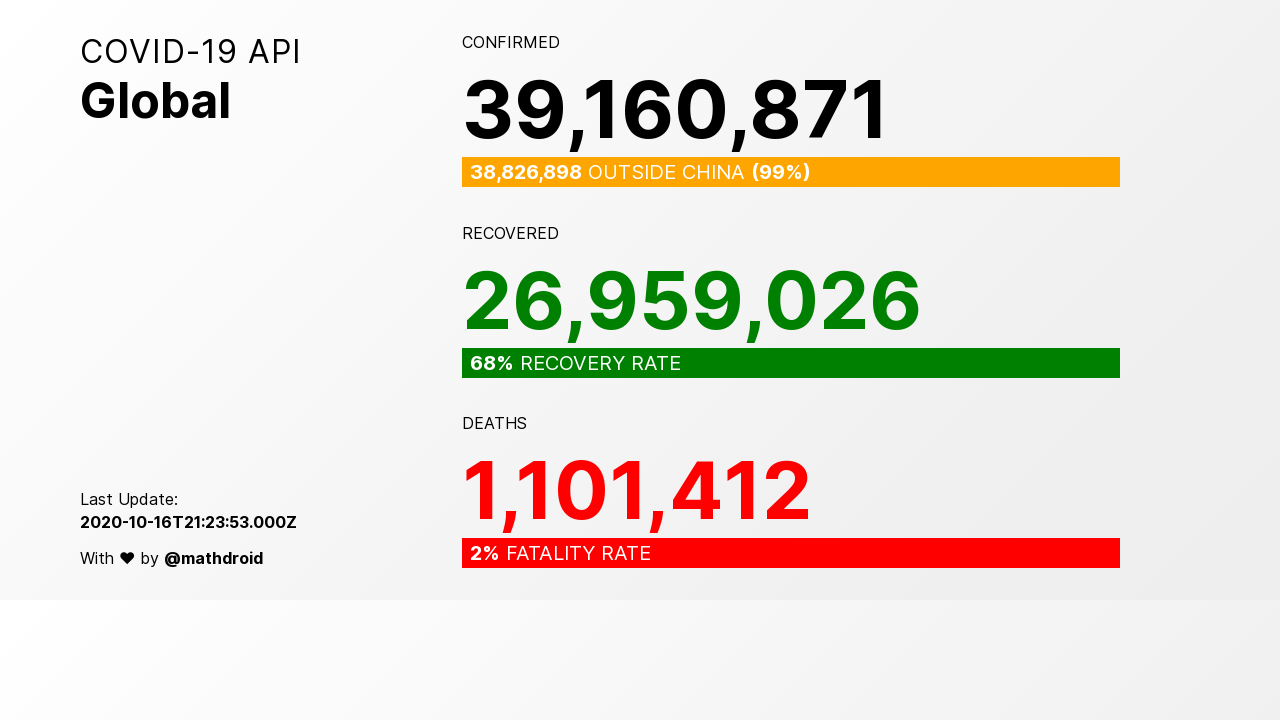 COVID-19 API
Global
CONFIRMED
39,160,871
38,826,898 OUTSIDE CHINA (99%)
RECOVERED
26,959,026
68% RECOVERY RATE
DEATHS
1,101,412
2% FATALITY RATE
Last Update:
2020-10-16T21:23:53.000Z
With ♥ by @mathdroid